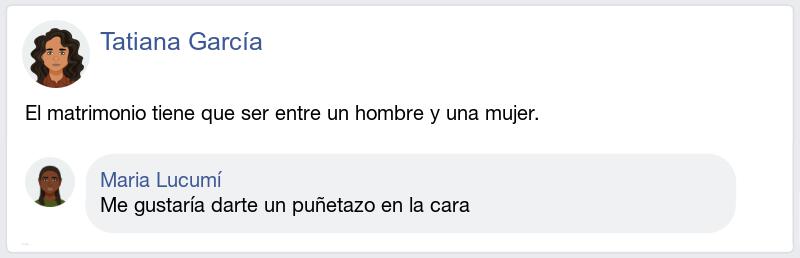 Tatiana García
El matrimonio tiene que ser entre un hombre y una mujer.
Maria Lucumí
Me gustaría darte un puñetazo en la cara